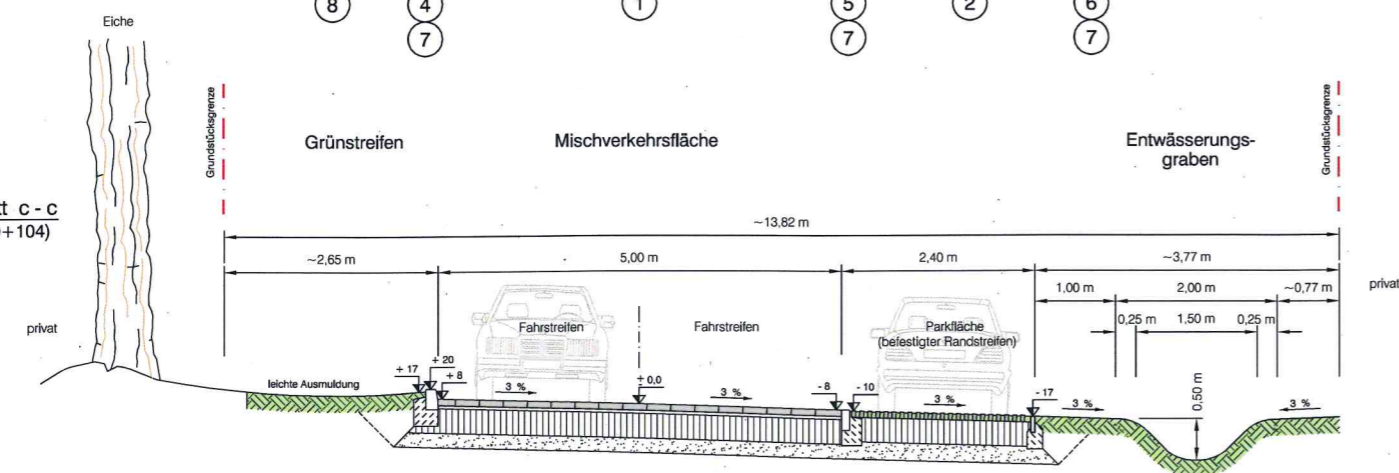 8
4
1
5
2
6
7
7
7
Eiche
Grundstücksgrenze
Grünstreifen
Mischverkehrsfläche
Entwässerungs-
graben
Grundstücksgrenze
c - c
+104)
~13,82 m
~2,65 m
5,00 m
2,40 m
~3,77 m
1,00 m
2,00 m
~0,77 m
privat
0,25 m
1,50 m
0,25 m
privat
Fahrstreifen
Fahrstreifen
Parkfläche
(befestigter Randstreifen)
leichte Ausmuldung
+ 17
+ 20
+ 8
3 %
+ 0,0
3 %
- 8
- 10
3 %
- 17
3 %
0,50 m
3 %